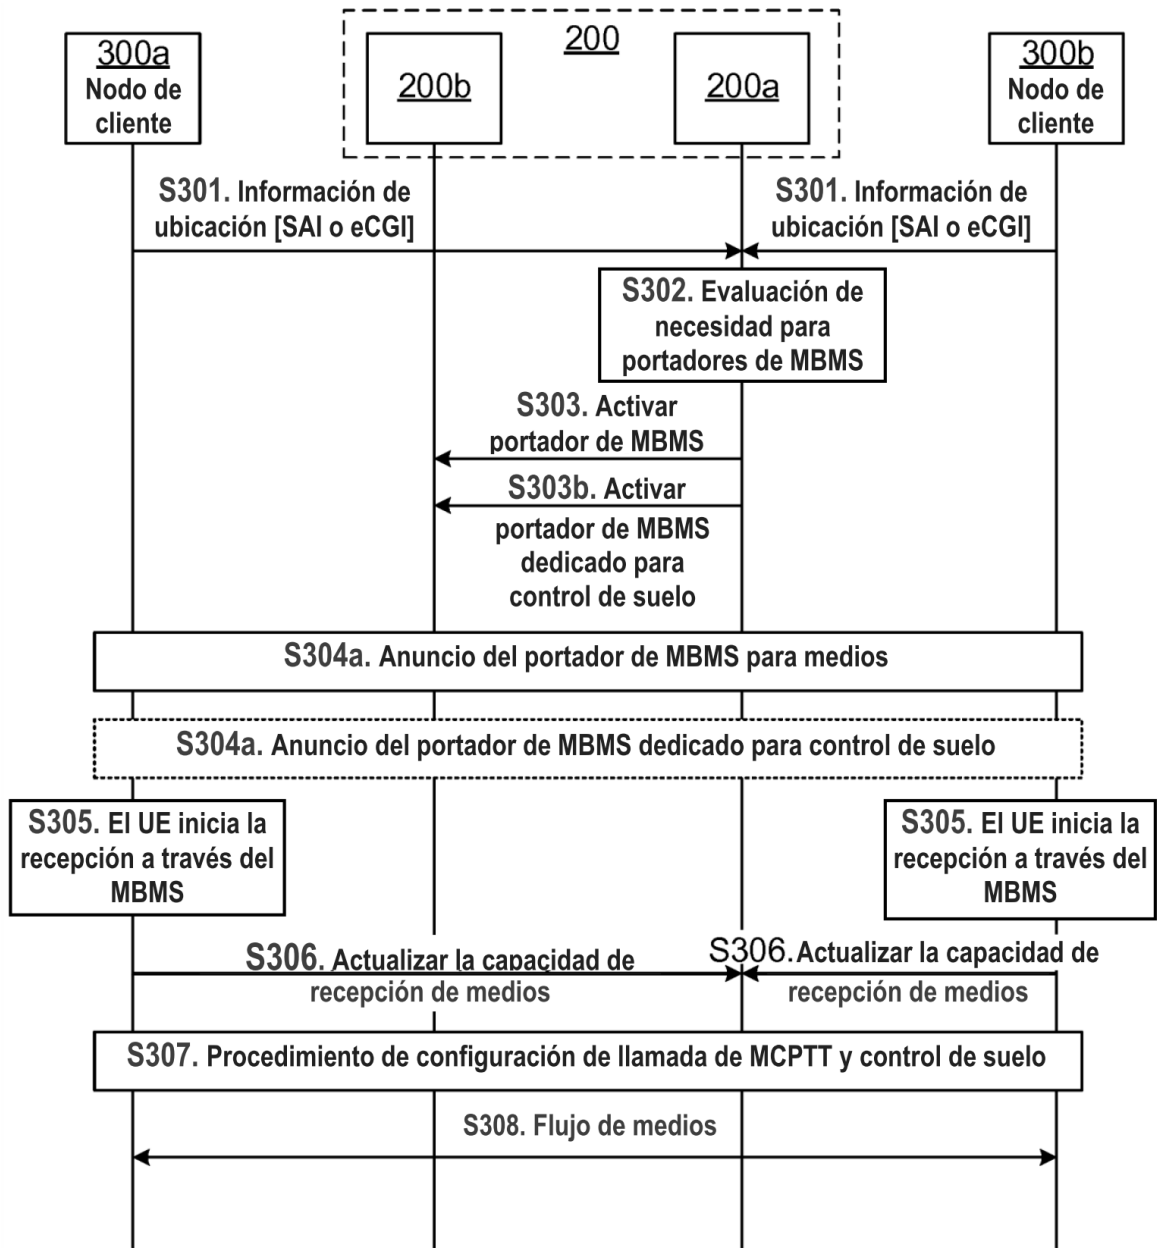 200
300a
Nodo de
cliente
200b
200a
300b
Nodo de
cliente
S301. Información de
ubicación [SAI o eCGI]
S301. Información de
ubicación [SAI o eCGI]
S302. Evaluación de
necesidad para
portadores de MBMS
S303. Activar
portador de MBMS
S303b. Activar
portador de MBMS
dedicado para
control de suelo
S304a. Anuncio del portador de MBMS para medios
S304a. Anuncio del portador de MBMS dedicado para control de suelo
S305. El UE inicia la
recepción a través del
MBMS
S305. El UE inicia la
recepción a través del
MBMS
S306. Actualizar la capacidad de
recepción de medios
S306. Actualizar la capacidad de
recepción de medios
S307. Procedimiento de configuración de llamada de MCPTT y control de suelo
S308. Flujo de medios